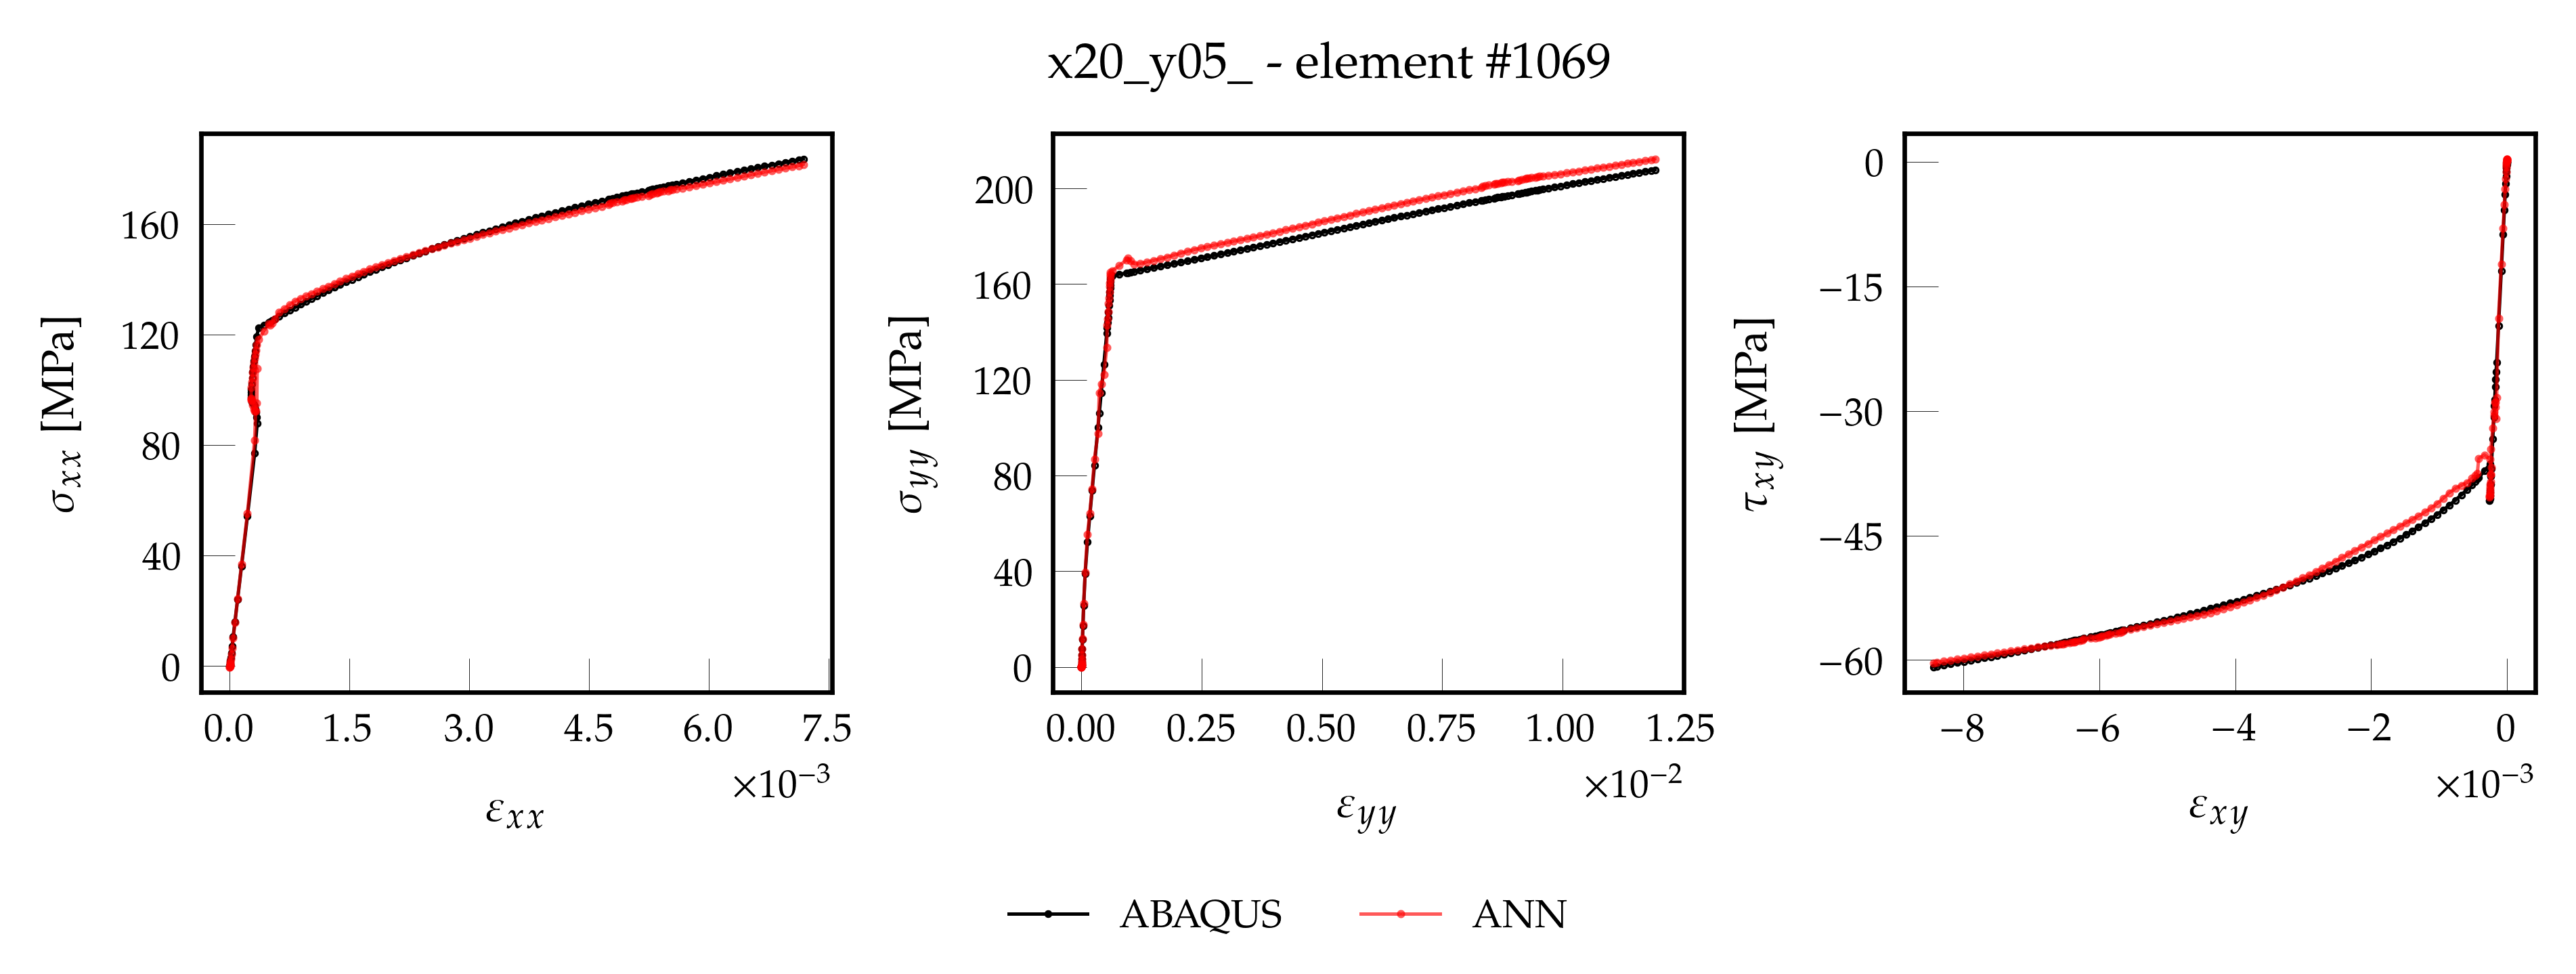 x20_y05_ - element #1069
σxx [MPa]
160
120
80
40
0
0.0 1.5 3.0 4.5 6.0 7.5
×10−3
εxx
σyy [MPa]
200
160
120
80
40
0
0.00 0.25 0.50 0.75 1.00 1.25
×10−2
εyy
τxy [MPa]
0
−15
−30
−45
−60
−8 −6 −4 −2 0
×10−3
εxy
ABAQUS ANN